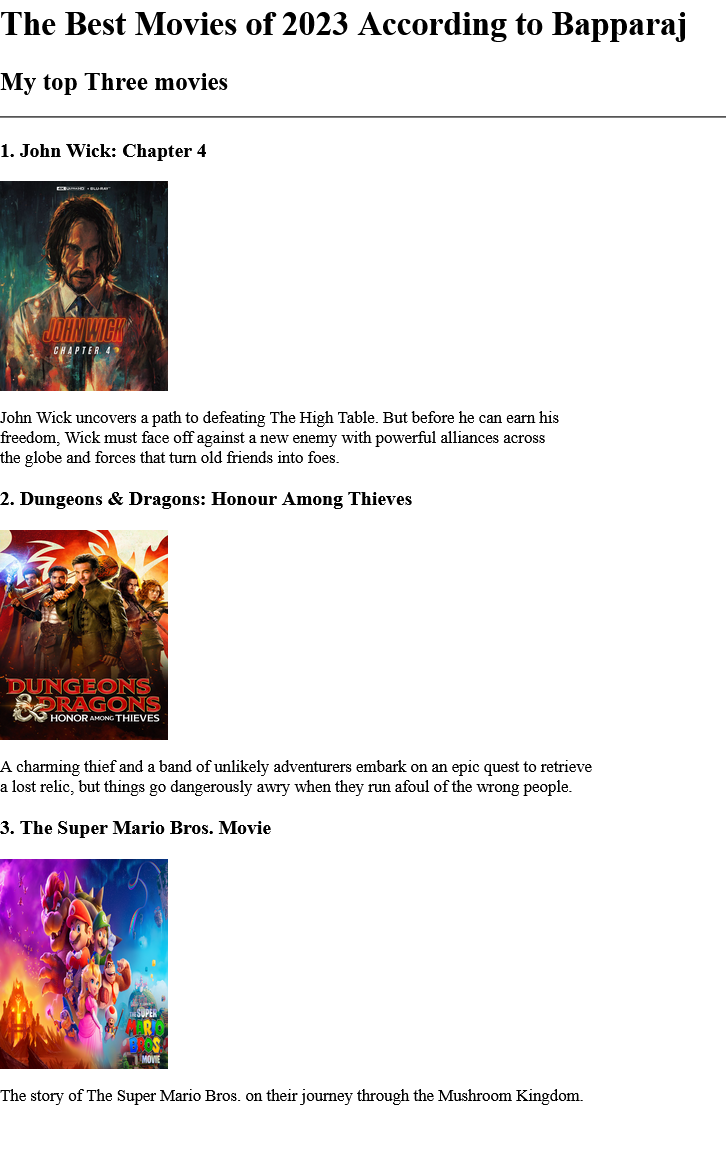 The Best Movies of 2023 According to Bapparaj
My top Three movies
1. John Wick: Chapter 4
4K ULTRA HD + BLU-RAY
JOHN WICK
CHAPTER 4
John Wick uncovers a path to defeating The High Table. But before he can earn his
freedom, Wick must face off against a new enemy with powerful alliances across
the globe and forces that turn old friends into foes.
2. Dungeons & Dragons: Honour Among Thieves
DUNGEONS
& DRAGONS
HONOR AMONG THIEVES
A charming thief and a band of unlikely adventurers embark on an epic quest to retrieve
a lost relic, but things go dangerously awry when they run afoul of the wrong people.
3. The Super Mario Bros. Movie
THE SUPER
MARIO
BROS
MOVIE
The story of The Super Mario Bros. on their journey through the Mushroom Kingdom.